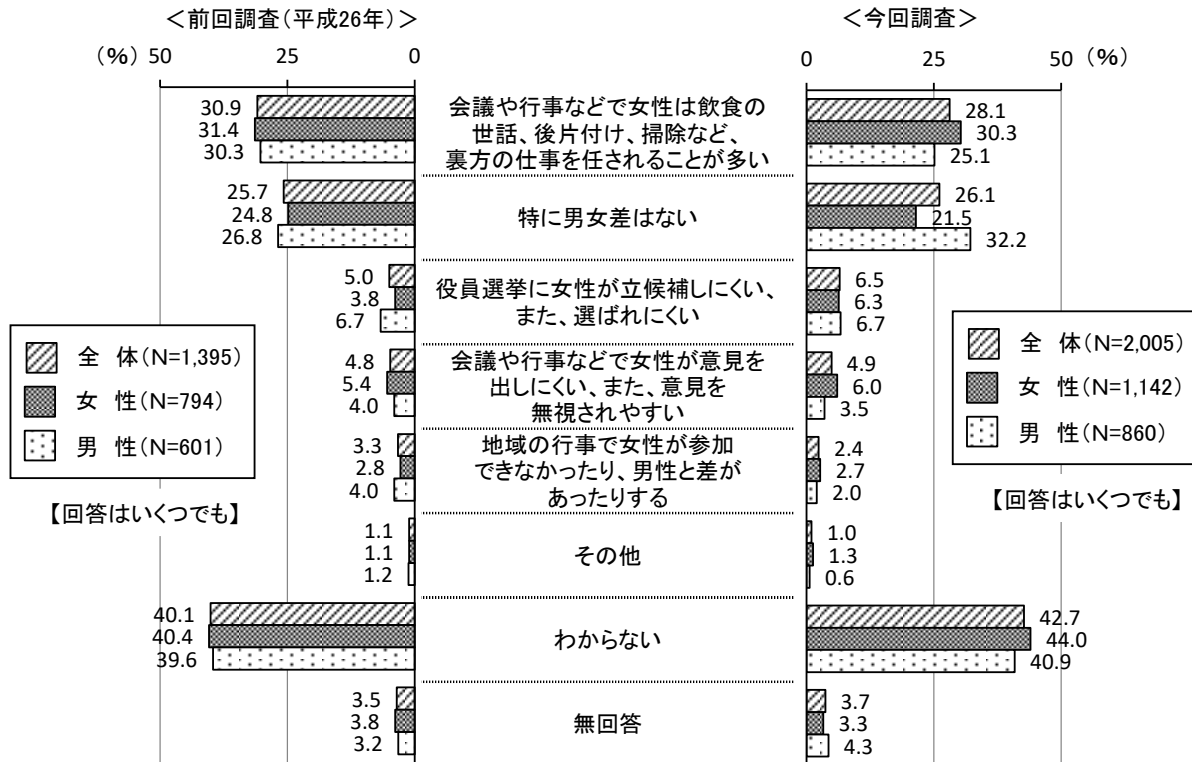 ＜前回調査（平成26年）＞
＜今回調査＞
（%） 50 25 0
0 25 50 （%）
30.9
31.4
30.3
会議や行事などで女性は飲食の
世話、後片付け、掃除など、
裏方の仕事を任されることが多い
28.1
30.3
25.1
25.7
24.8
26.8
特に男女差はない
26.1
21.5
32.2
5.0
3.8
6.7
役員選挙に女性が立候補しにくい、
また、選ばれにくい
6.5
6.3
6.7
4.8
5.4
4.0
会議や行事などで女性が意見を
出しにくい、また、意見を
無視されやすい
4.9
6.0
3.5
3.3
2.8
4.0
地域の行事で女性が参加
できなかったり、男性と差が
あったりする
2.4
2.7
2.0
1.1
1.1
1.2
その他
1.0
1.3
0.6
40.1
40.4
39.6
わからない
42.7
44.0
40.9
3.5
3.8
3.2
無回答
3.7
3.3
4.3
全 体（N=1,395）
女 性（N=794）
男 性（N=601）
【回答はいくつでも】
全 体（N=2,005）
女 性（N=1,142）
男 性（N=860）
【回答はいくつでも】